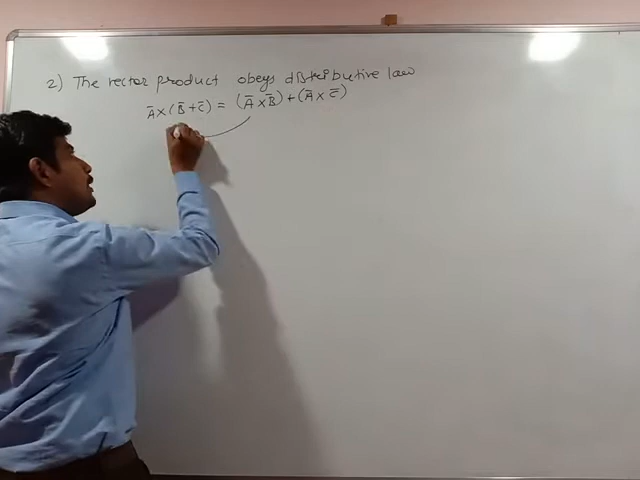 2) The vector product obeys distributive law
A̅ × (B̅ + C̅) = (A̅ × B̅) + (A̅ × C̅)